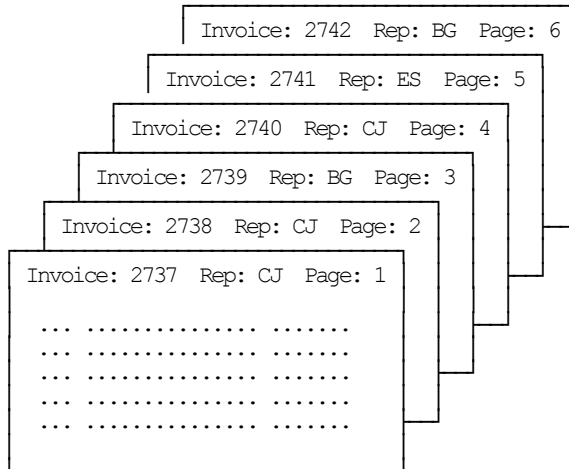 Invoice: 2742 Rep: BG Page: 6
Invoice: 2741 Rep: ES Page: 5
Invoice: 2740 Rep: CJ Page: 4
Invoice: 2739 Rep: BG Page: 3
Invoice: 2738 Rep: CJ Page: 2
Invoice: 2737 Rep: CJ Page: 1
... ............... .......
... ............... .......
... ............... .......
... ............... .......
... ............... .......